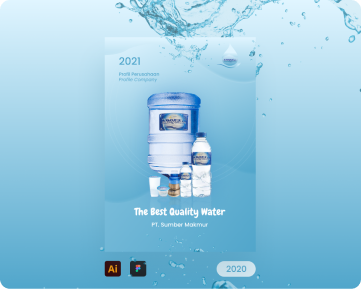 2021
Profil Perusahaan
Profile Company
The Best Quality Water
PT. Sumber Makmur
Ai
2020